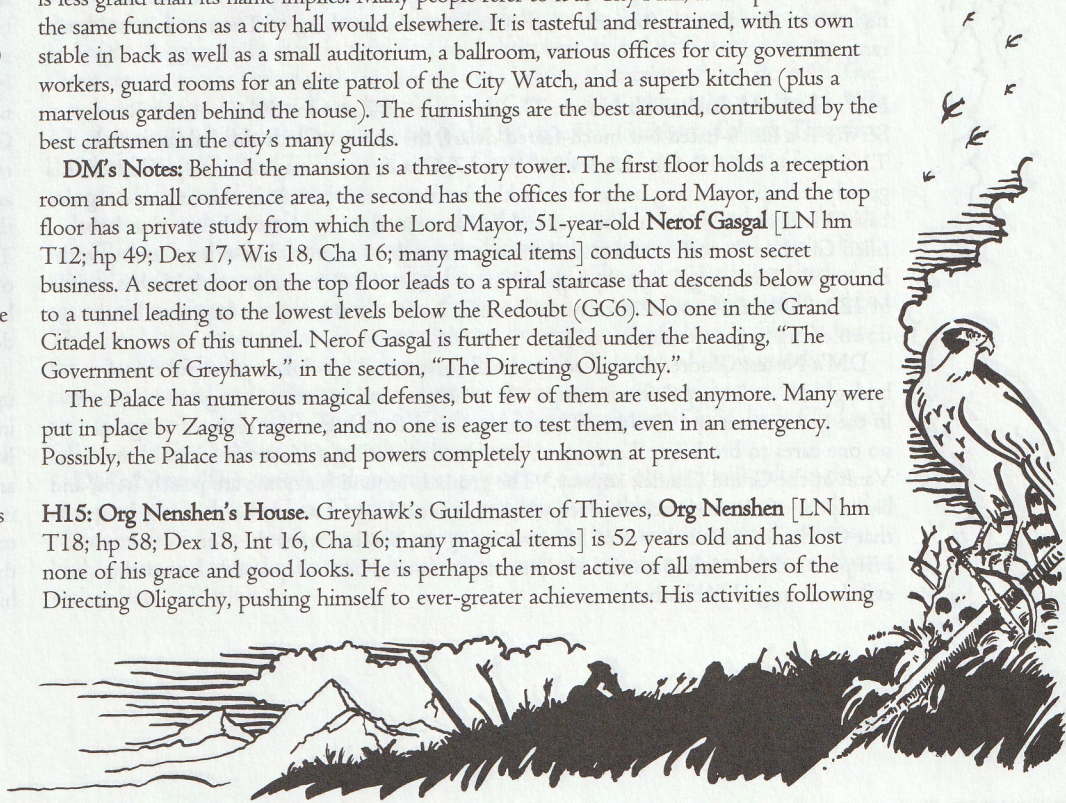 the same functions as a city hall would elsewhere. It is tasteful and restrained, with its own
stable in back as well as a small auditorium, a ballroom, various offices for city government
workers, guard rooms for an elite patrol of the City Watch, and a superb kitchen (plus a
marvelous garden behind the house). The furnishings are the best around, contributed by the
best craftsmen in the city's many guilds.
DM's Notes: Behind the mansion is a three-story tower. The first floor holds a reception
room and small conference area, the second has the offices for the Lord Mayor, and the top
floor has a private study from which the Lord Mayor, 51-year-old Nerof Gasgal [LN hm
T12; hp 49; Dex 17, Wis 18, Cha 16; many magical items] conducts his most secret
business. A secret door on the top floor leads to a spiral staircase that descends below ground
to a tunnel leading to the lowest levels below the Redoubt (GC6). No one in the Grand
Citadel knows of this tunnel. Nerof Gasgal is further detailed under the heading, "The
Government of Greyhawk," in the section, "The Directing Oligarchy."
The Palace has numerous magical defenses, but few of them are used anymore. Many were
put in place by Zagig Yragerne, and no one is eager to test them, even in an emergency.
Possibly, the Palace has rooms and powers completely unknown at present.
H15: Org Nenshen's House. Greyhawk's Guildmaster of Thieves, Org Nenshen [LN hm
T18; hp 58; Dex 18, Int 16, Cha 16; many magical items] is 52 years old and has lost
none of his grace and good looks. He is perhaps the most active of all members of the
Directing Oligarchy, pushing himself to ever-greater achievements. His activities following